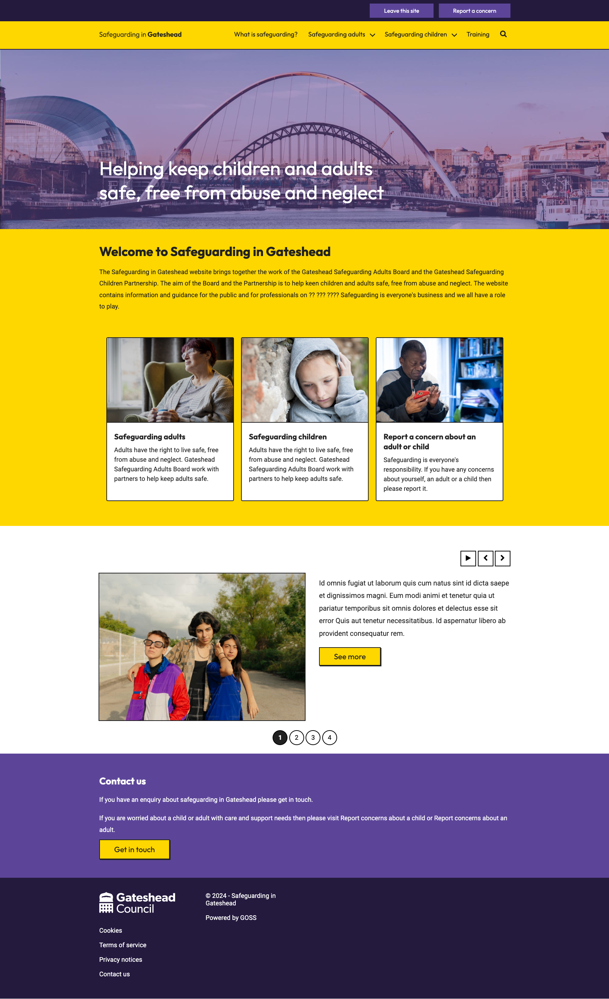 Leave this site
Report a concern
Safeguarding in Gateshead
What is safeguarding?
Safeguarding adults
Safeguarding children
Training
Helping keep children and adults
safe, free from abuse and neglect
Welcome to Safeguarding in Gateshead
The Safeguarding in Gateshead website brings together the work of the Gateshead Safeguarding Adults Board and the Gateshead Safeguarding
Children Partnership. The aim of the Board and the Partnership is to help keen children and adults safe, free from abuse and neglect. The website
contains information and guidance for the public and for professionals on ?? ??? ???? Safeguarding is everyone's business and we all have a role
to play.
Safeguarding adults
Adults have the right to live safe, free
from abuse and neglect. Gateshead
Safeguarding Adults Board work with
partners to help keep adults safe.
Safeguarding children
Adults have the right to live safe, free
from abuse and neglect. Gateshead
Safeguarding Adults Board work with
partners to help keep adults safe.
Report a concern about an
adult or child
Safeguarding is everyone's
responsibility. If you have any concerns
about yourself, an adult or a child then
please report it.
Id omnis fugiat ut laborum quis cum natus sint id dicta saepe
et dignissimos magni. Eum modi animi et tenetur quia ut
pariatur temporibus sit omnis dolores et delectus esse sit
error Quis aut tenetur necessitatibus. Id aspernatur libero ab
provident consequatur rem.
See more
1 2 3 4
Contact us
If you have an enquiry about safeguarding in Gateshead please get in touch.
If you are worried about a child or adult with care and support needs then please visit Report concerns about a child or Report concerns about an
adult.
Get in touch
Gateshead
Council
Cookies
Terms of service
Privacy notices
Contact us
© 2024 - Safeguarding in
Gateshead
Powered by GOSS